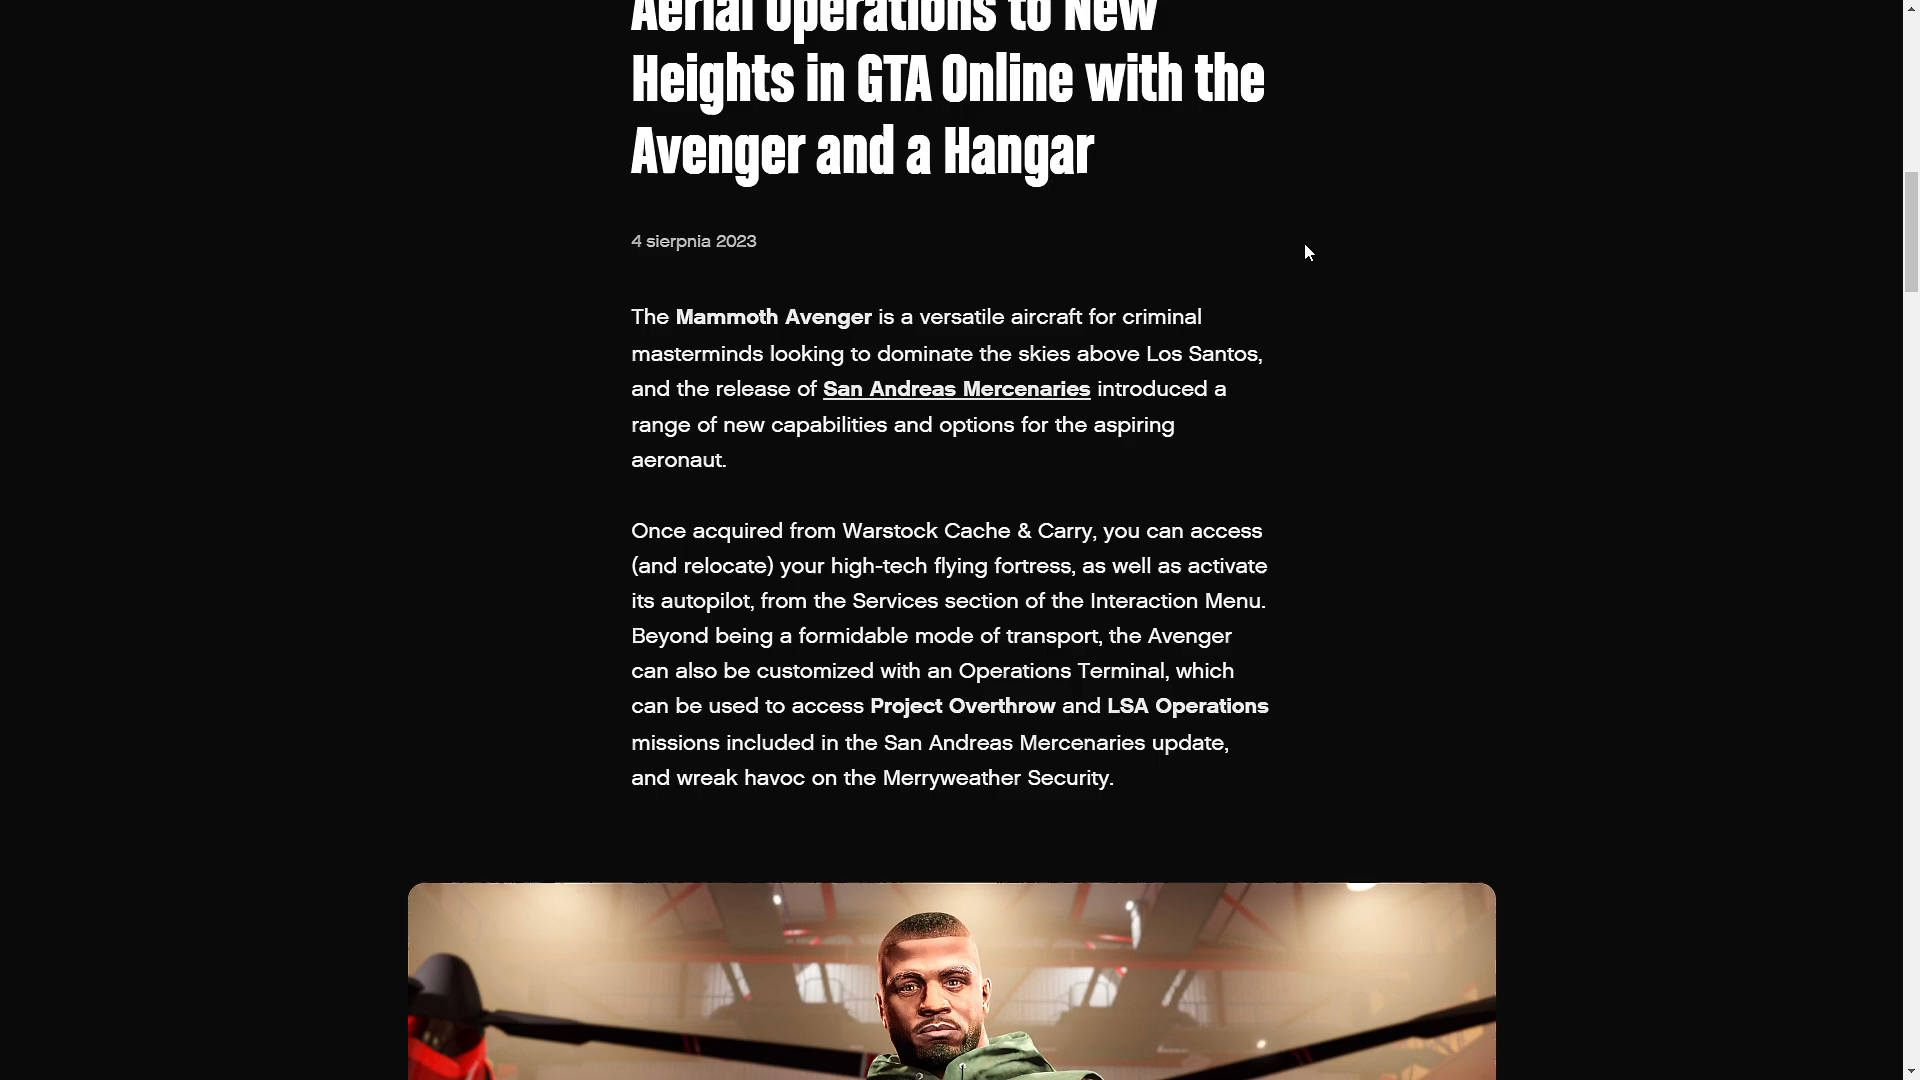 Aerial Operations to New
Heights in GTA Online with the
Avenger and a Hangar
4 sierpnia 2023
The Mammoth Avenger is a versatile aircraft for criminal
masterminds looking to dominate the skies above Los Santos,
and the release of San Andreas Mercenaries introduced a
range of new capabilities and options for the aspiring
aeronaut.
Once acquired from Warstock Cache & Carry, you can access
(and relocate) your high-tech flying fortress, as well as activate
its autopilot, from the Services section of the Interaction Menu.
Beyond being a formidable mode of transport, the Avenger
can also be customized with an Operations Terminal, which
can be used to access Project Overthrow and LSA Operations
missions included in the San Andreas Mercenaries update,
and wreak havoc on the Merryweather Security.